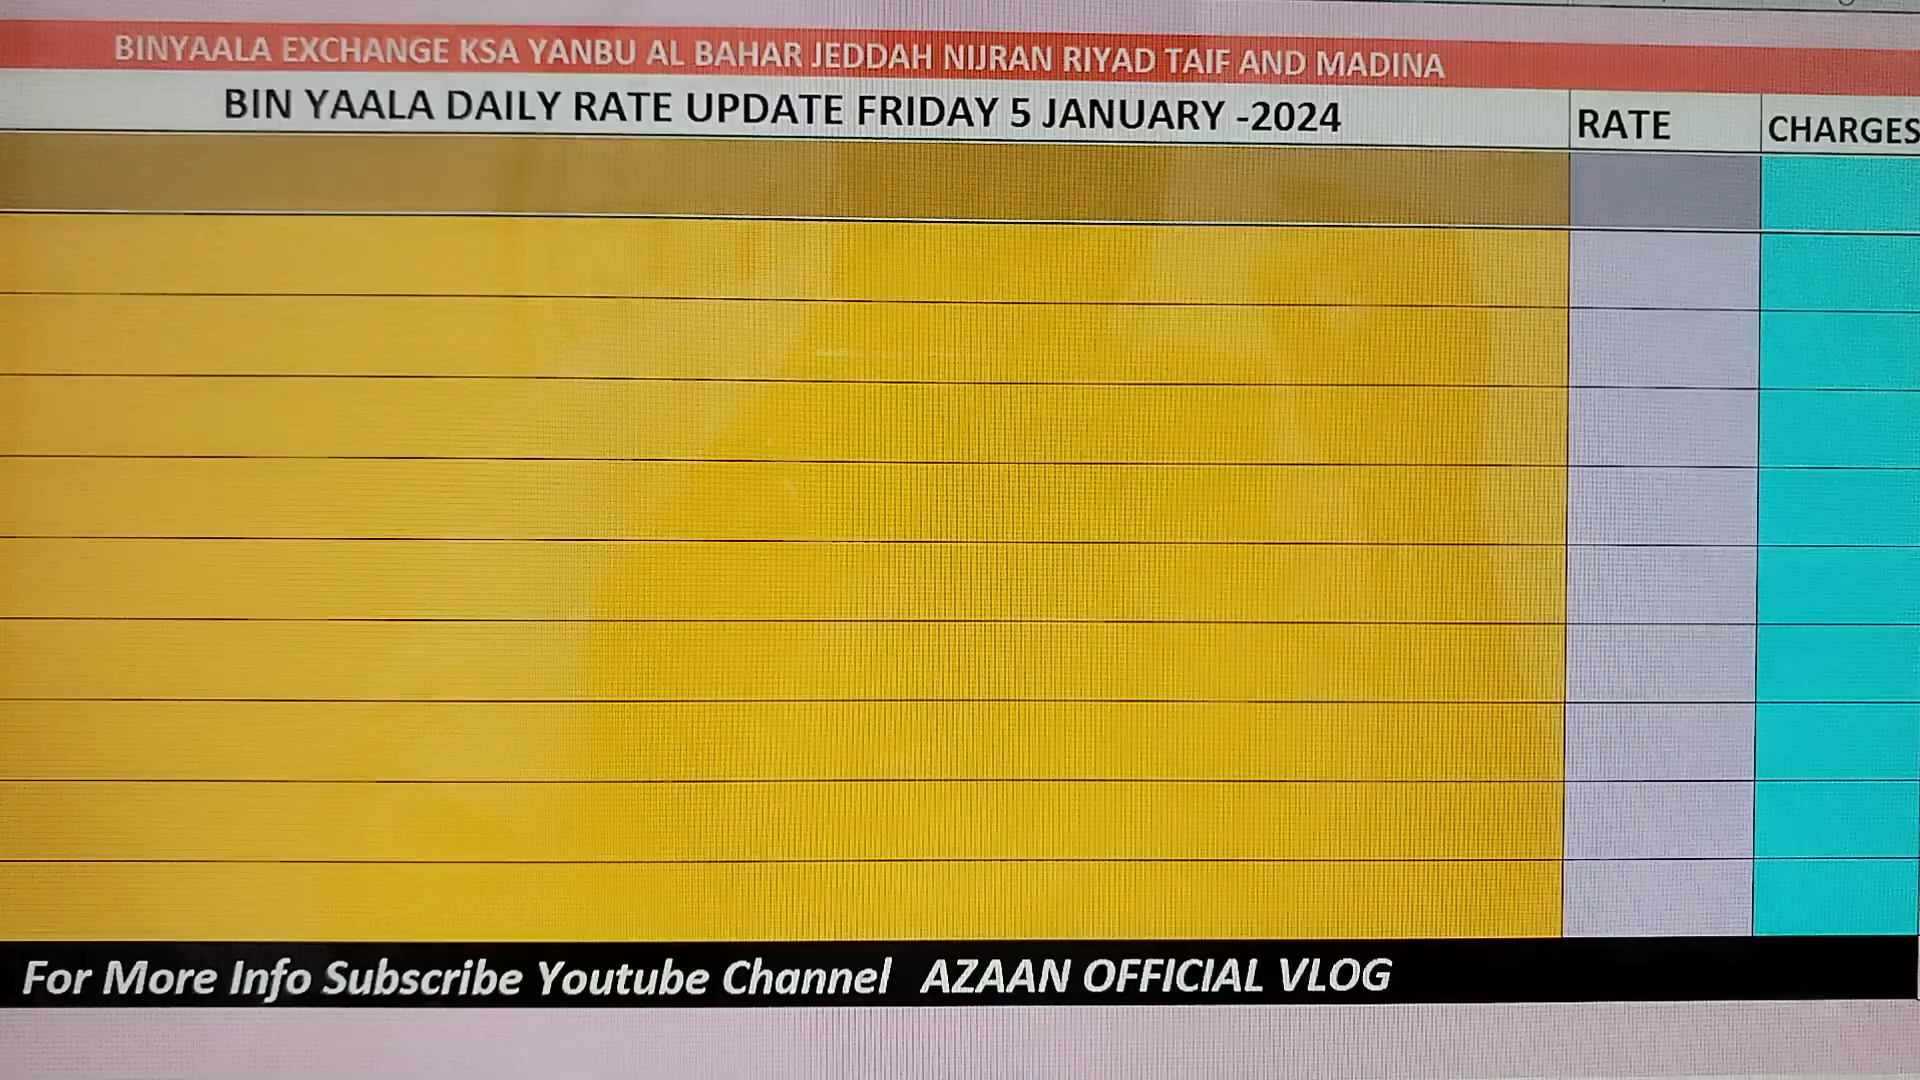 BINYAALA EXCHANGE KSA YANBU AL BAHAR JEDDAH NIJRAN RIYAD TAIF AND MADINA
BIN YAALA DAILY RATE UPDATE FRIDAY 5 JANUARY -2024 RATE CHARGES
For More Info Subscribe Youtube Channel AZAAN OFFICIAL VLOG